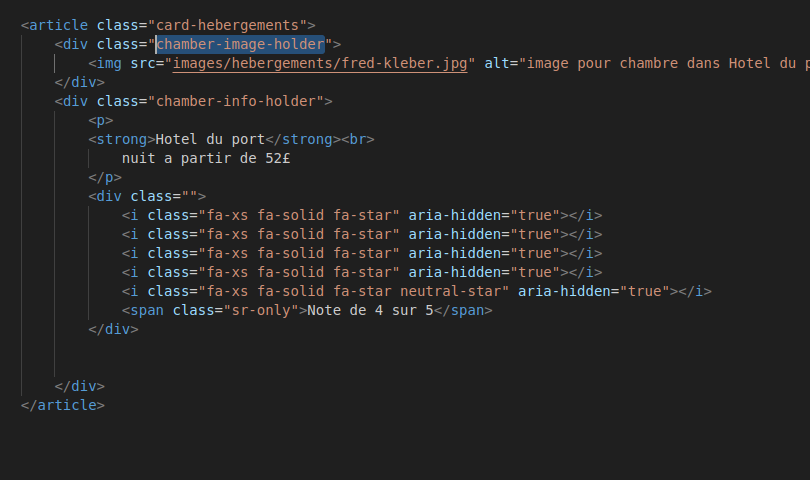 <article class="card-hebergements">
<div class="chamber-image-holder">
<img src="images/hebergements/fred-kleber.jpg" alt="image pour chambre dans Hotel du
</div>
<div class="chamber-info-holder">
<p>
<strong>Hotel du port</strong><br>
nuit a partir de 52£
</p>
<div class="">
<i class="fa-xs fa-solid fa-star" aria-hidden="true"></i>
<i class="fa-xs fa-solid fa-star" aria-hidden="true"></i>
<i class="fa-xs fa-solid fa-star" aria-hidden="true"></i>
<i class="fa-xs fa-solid fa-star" aria-hidden="true"></i>
<i class="fa-xs fa-solid fa-star neutral-star" aria-hidden="true"></i>
<span class="sr-only">Note de 4 sur 5</span>
</div>
</div>
</article>